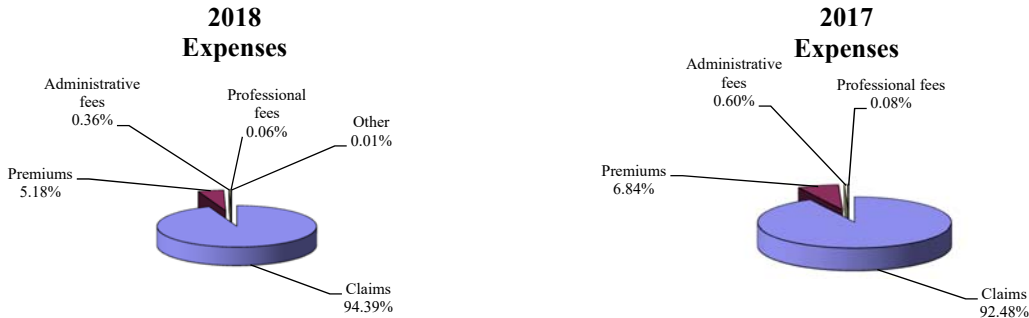 2018
Expenses
Administrative
fees
0.36%
Professional
fees
0.06%
Other
0.01%
Premiums
5.18%
Claims
94.39%
2017
Expenses
Administrative
fees
0.60%
Professional fees
0.08%
Premiums
6.84%
Claims
92.48%